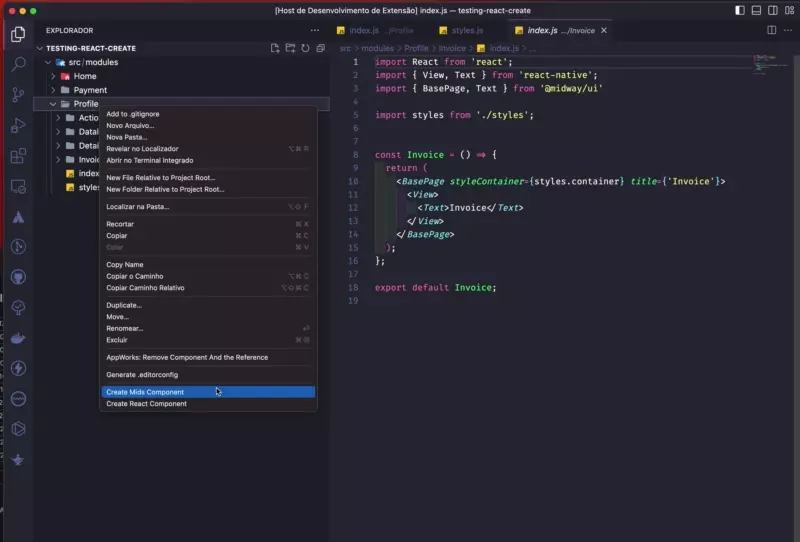 [Host de Desenvolvimento de Extensão] index.js — testing-react-create
EXPLORADOR
TESTING-REACT-CREATE
src/modules
Home
Payment
Profile
Actio
Datal
Detai
Invoi
index
styles
Add to .gitignore
Novo Arquivo...
Nova Pasta...
Revelar no Localizador ⌥⌘R
Abrir no Terminal Integrado
New File Relative to Project Root...
New Folder Relative to Project Root...
Localizar na Pasta... ⌥⇧F
Recortar ⌘X
Copiar ⌘C
Colar ⌘V
Copy Name
Copiar o Caminho ⌥⌘C
Copiar Caminho Relativo ⌥⇧⌘C
Duplicate...
Move...
Renomear... ⏎
Excluir ⌘⌫
AppWorks: Remove Component And the Reference
Generate .editorconfig
Create Mids Component
Create React Component
index.js .../Profile
styles.js
index.js .../Invoice
src > modules > Profile > Invoice > index.js > ...
1 import React from 'react';
2 import { View, Text } from 'react-native';
3 import { BasePage, Text } from '@midway/ui'
4
5 import styles from './styles';
6
7
8 const Invoice = () => {
9 return (
10 <BasePage styleContainer={styles.container} title={'Invoice'}>
11 <View>
12 <Text>Invoice</Text>
13 </View>
14 </BasePage>
15 );
16 };
17
18 export default Invoice;
19